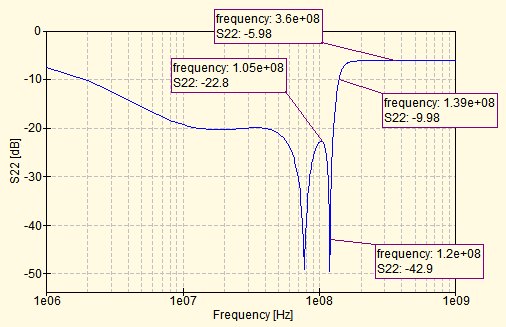 frequency: 3.6e+08
S22: -5.98
frequency: 1.05e+08
S22: -22.8
frequency: 1.39e+08
S22: -9.98
frequency: 1.2e+08
S22: -42.9
S22 [dB]
0
-10
-20
-30
-40
-50
1e06
1e07
1e08
1e09
Frequency [Hz]